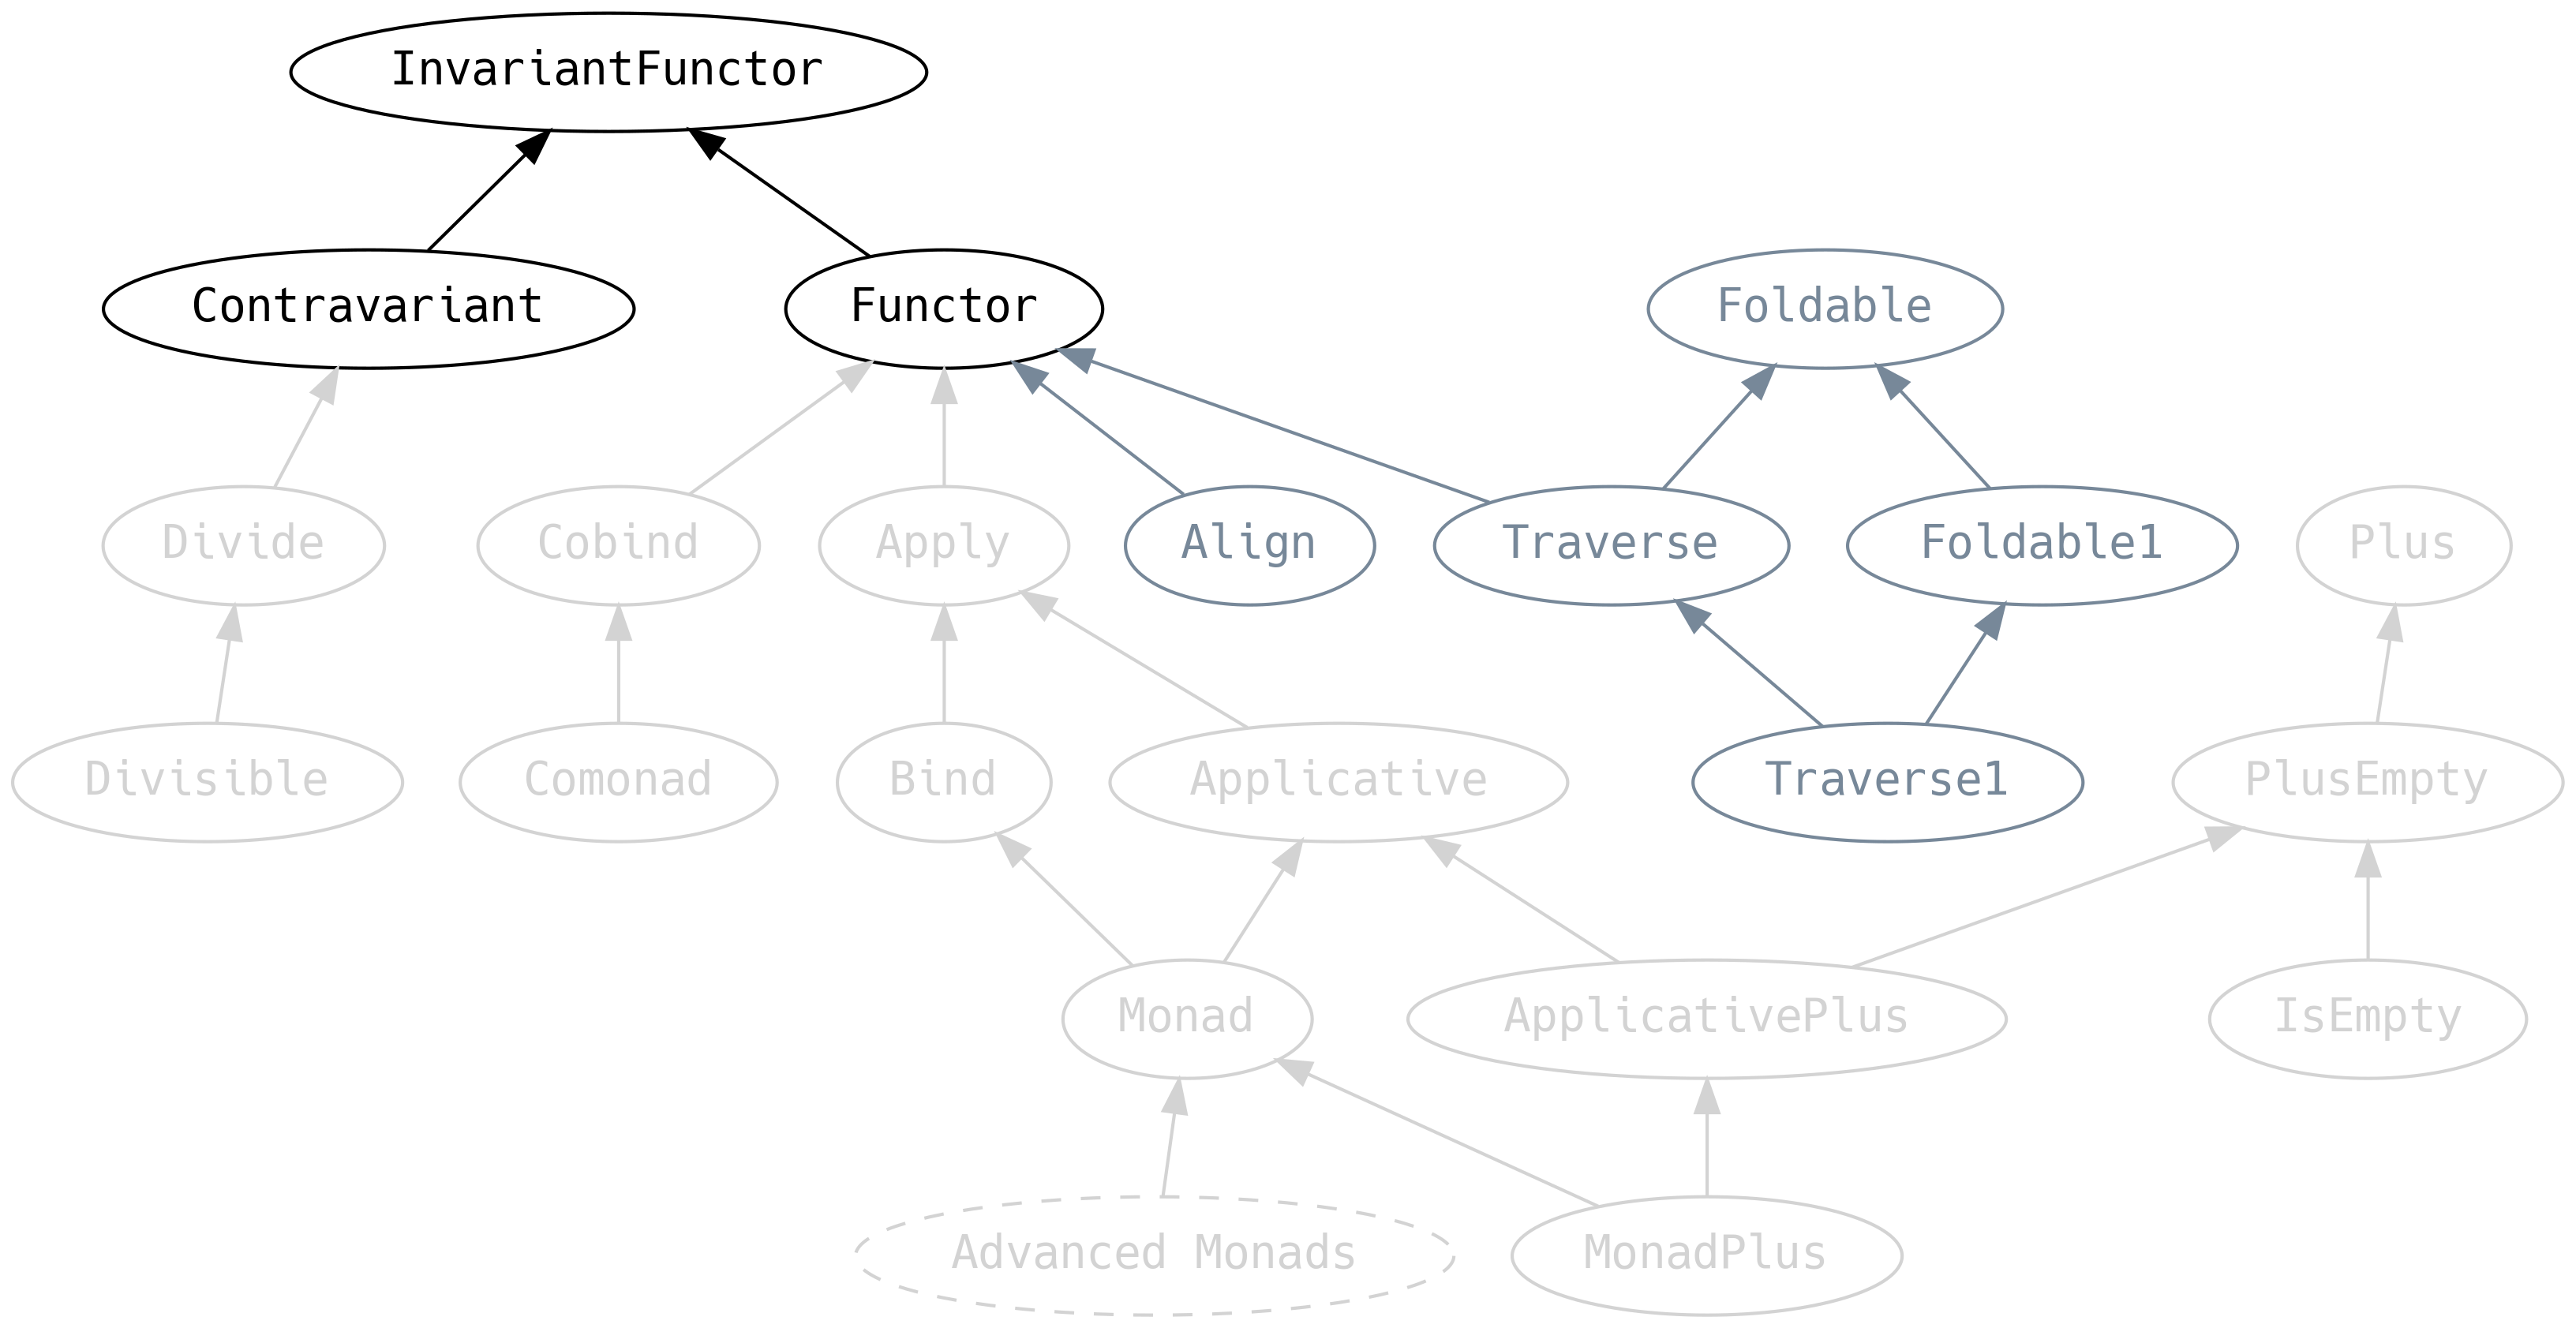 InvariantFunctor
Contravariant
Functor
Foldable
Divide
Cobind
Apply
Align
Traverse
Foldable1
Plus
Divisible
Comonad
Bind
Applicative
Traverse1
PlusEmpty
Monad
ApplicativePlus
IsEmpty
Advanced Monads
MonadPlus